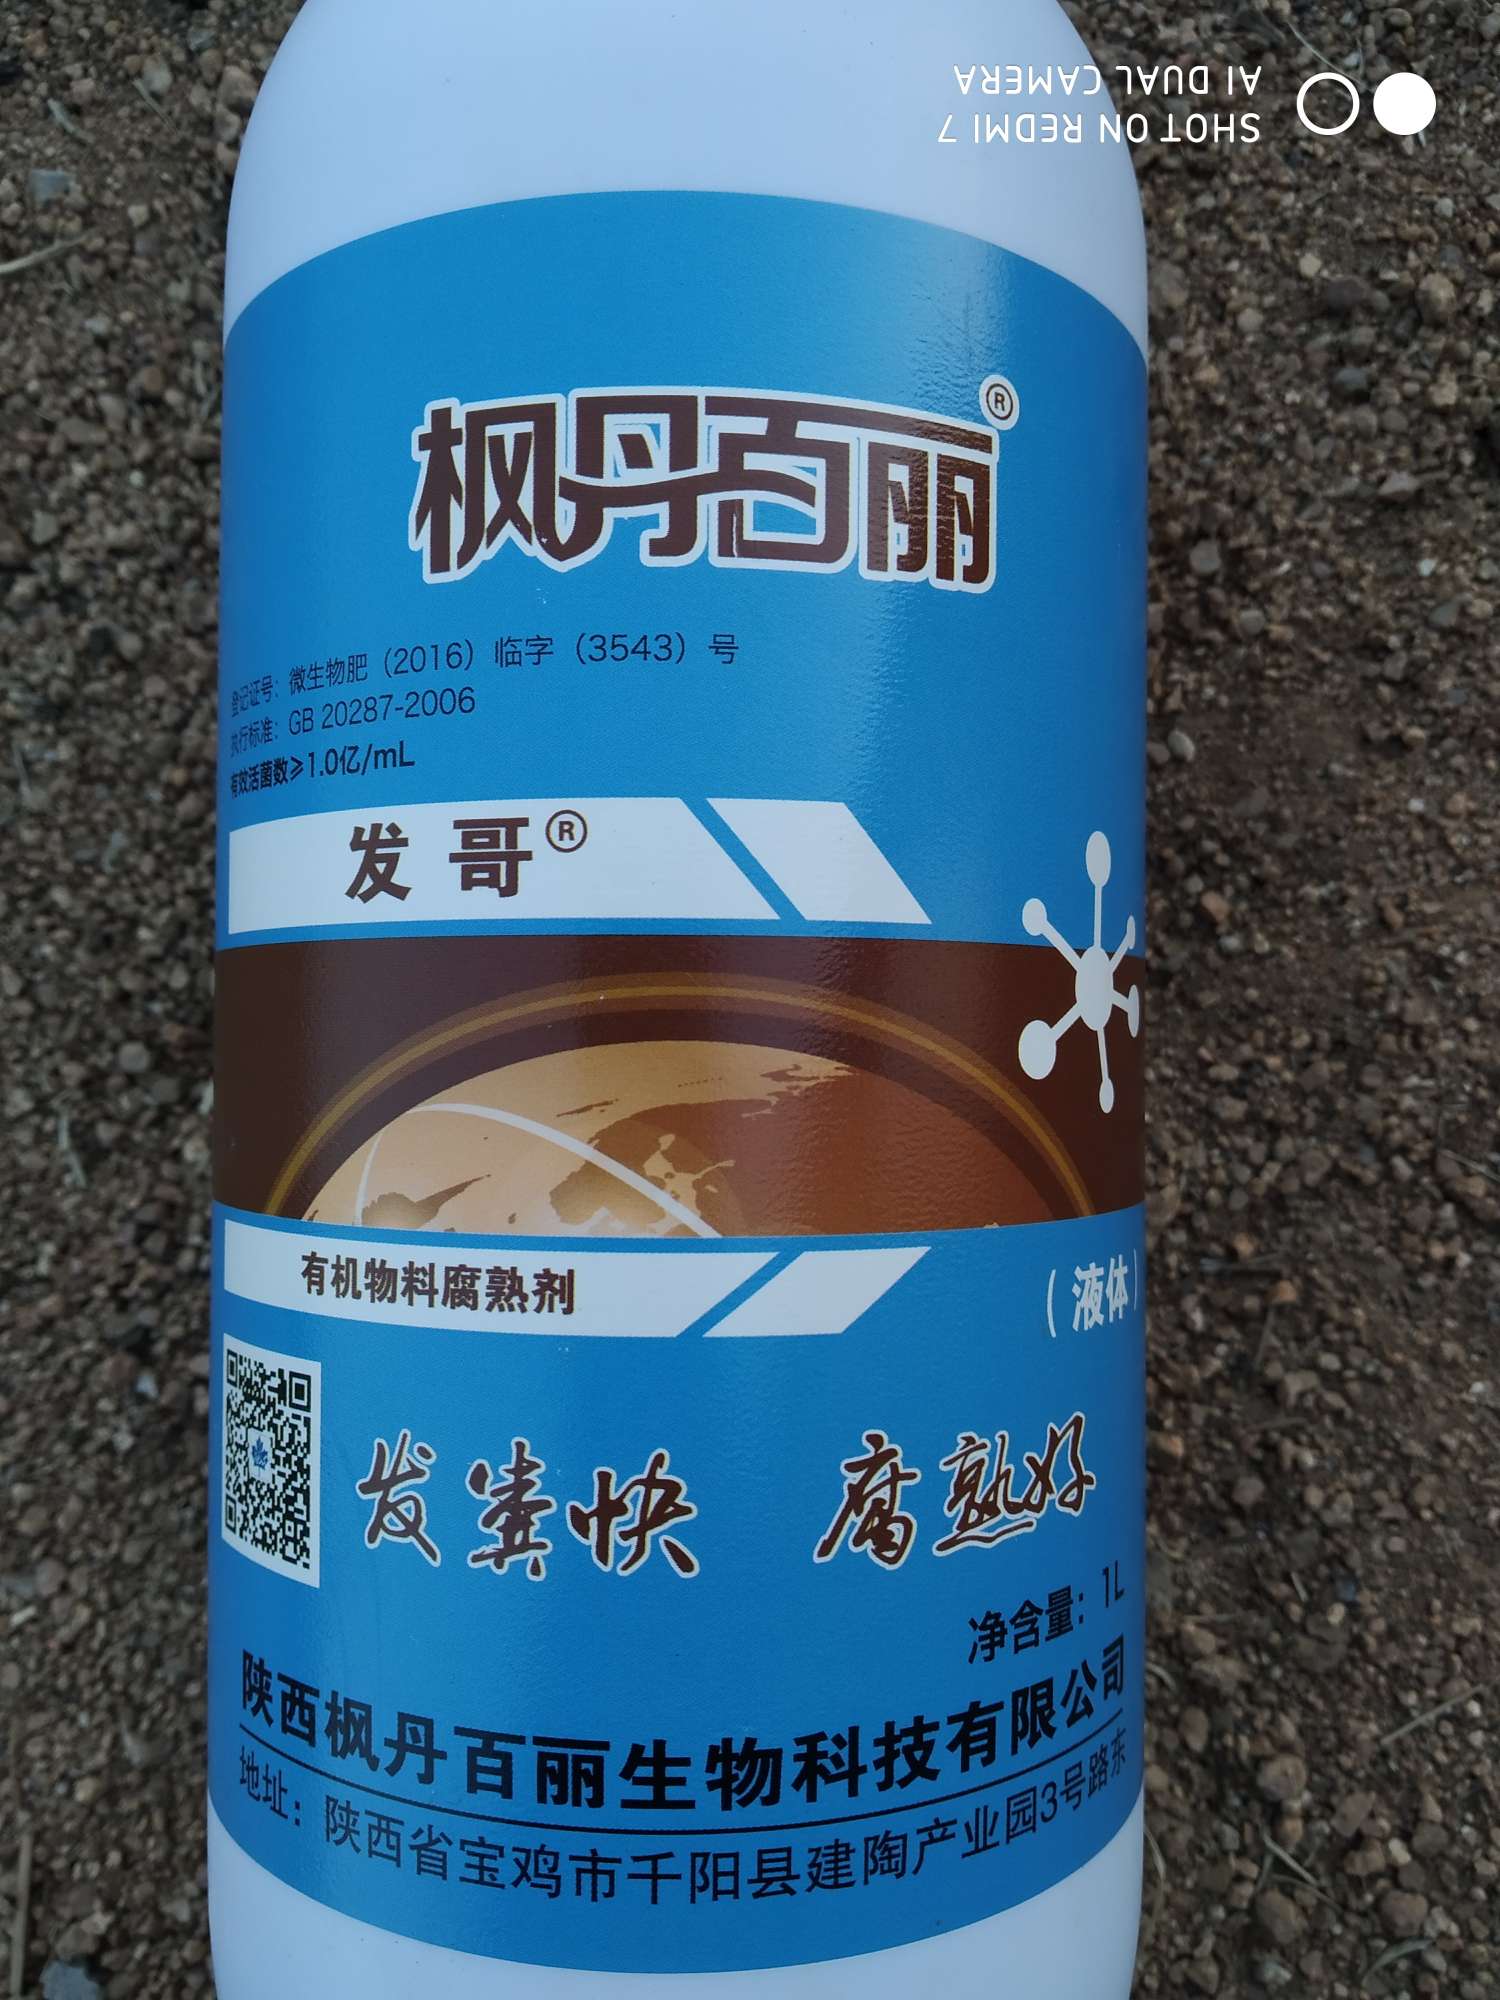 SHOT ON REDMI 7
AI DUAL CAMERA
枫丹百丽®
登记证号：微生物肥（2016）临字（3543）号
执行标准：GB 20287-2006
有效活菌数≥1.0亿/mL
发 哥®
有机物料腐熟剂
（液体）
发粪快 腐熟好
净含量：1L
陕西枫丹百丽生物科技有限公司
地址：陕西省宝鸡市千阳县建陶产业园3号路东